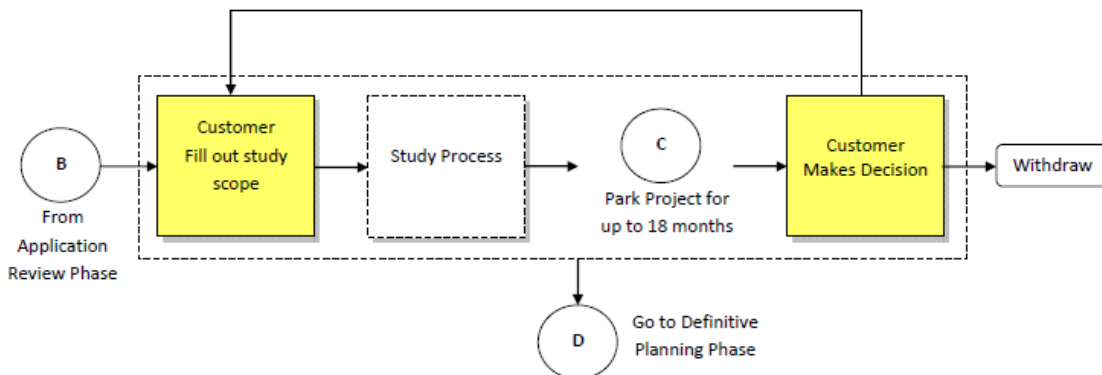 B
From
Application
Review Phase
Customer
Fill out study
scope
Study Process
C
Park Project for
up to 18 months
Customer
Makes Decision
Withdraw
D
Go to Definitive
Planning Phase